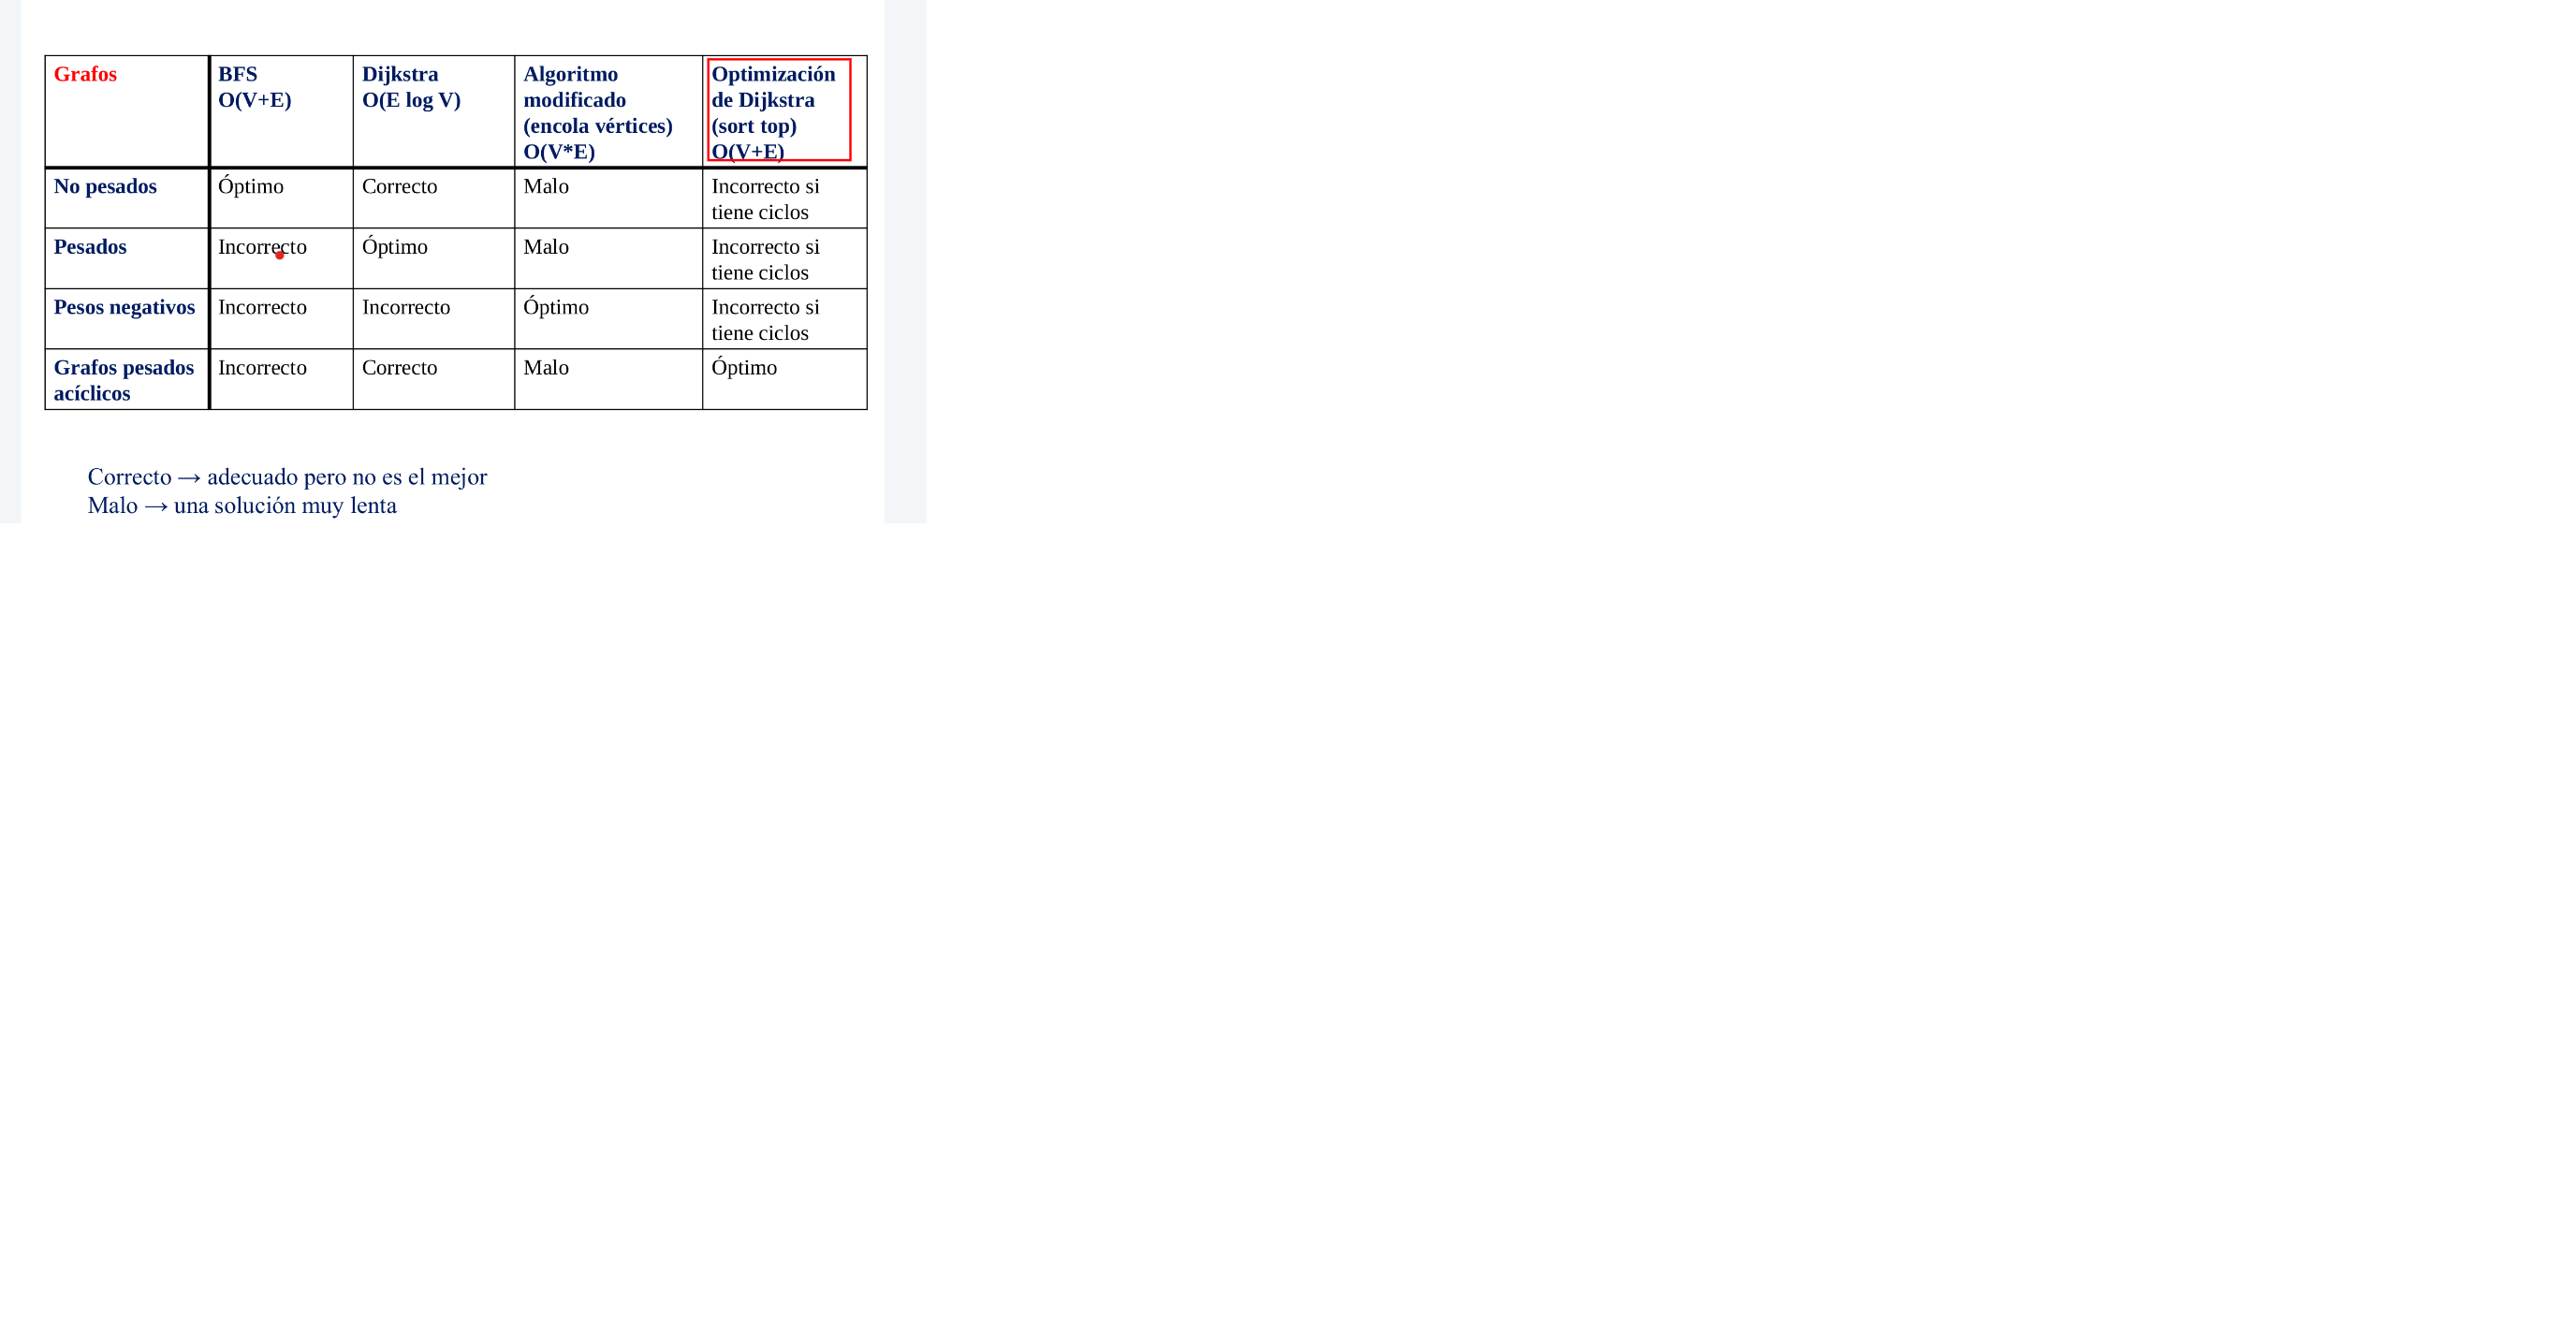 Grafos
BFS
O(V+E)
Dijkstra
O(E log V)
Algoritmo
modificado
(encola vértices)
O(V*E)
Optimización
de Dijkstra
(sort top)
O(V+E)
No pesados
Óptimo
Correcto
Malo
Incorrecto si
tiene ciclos
Pesados
Incorrecto
Óptimo
Malo
Incorrecto si
tiene ciclos
Pesos negativos
Incorrecto
Incorrecto
Óptimo
Incorrecto si
tiene ciclos
Grafos pesados
acíclicos
Incorrecto
Correcto
Malo
Óptimo
Correcto → adecuado pero no es el mejor
Malo → una solución muy lenta